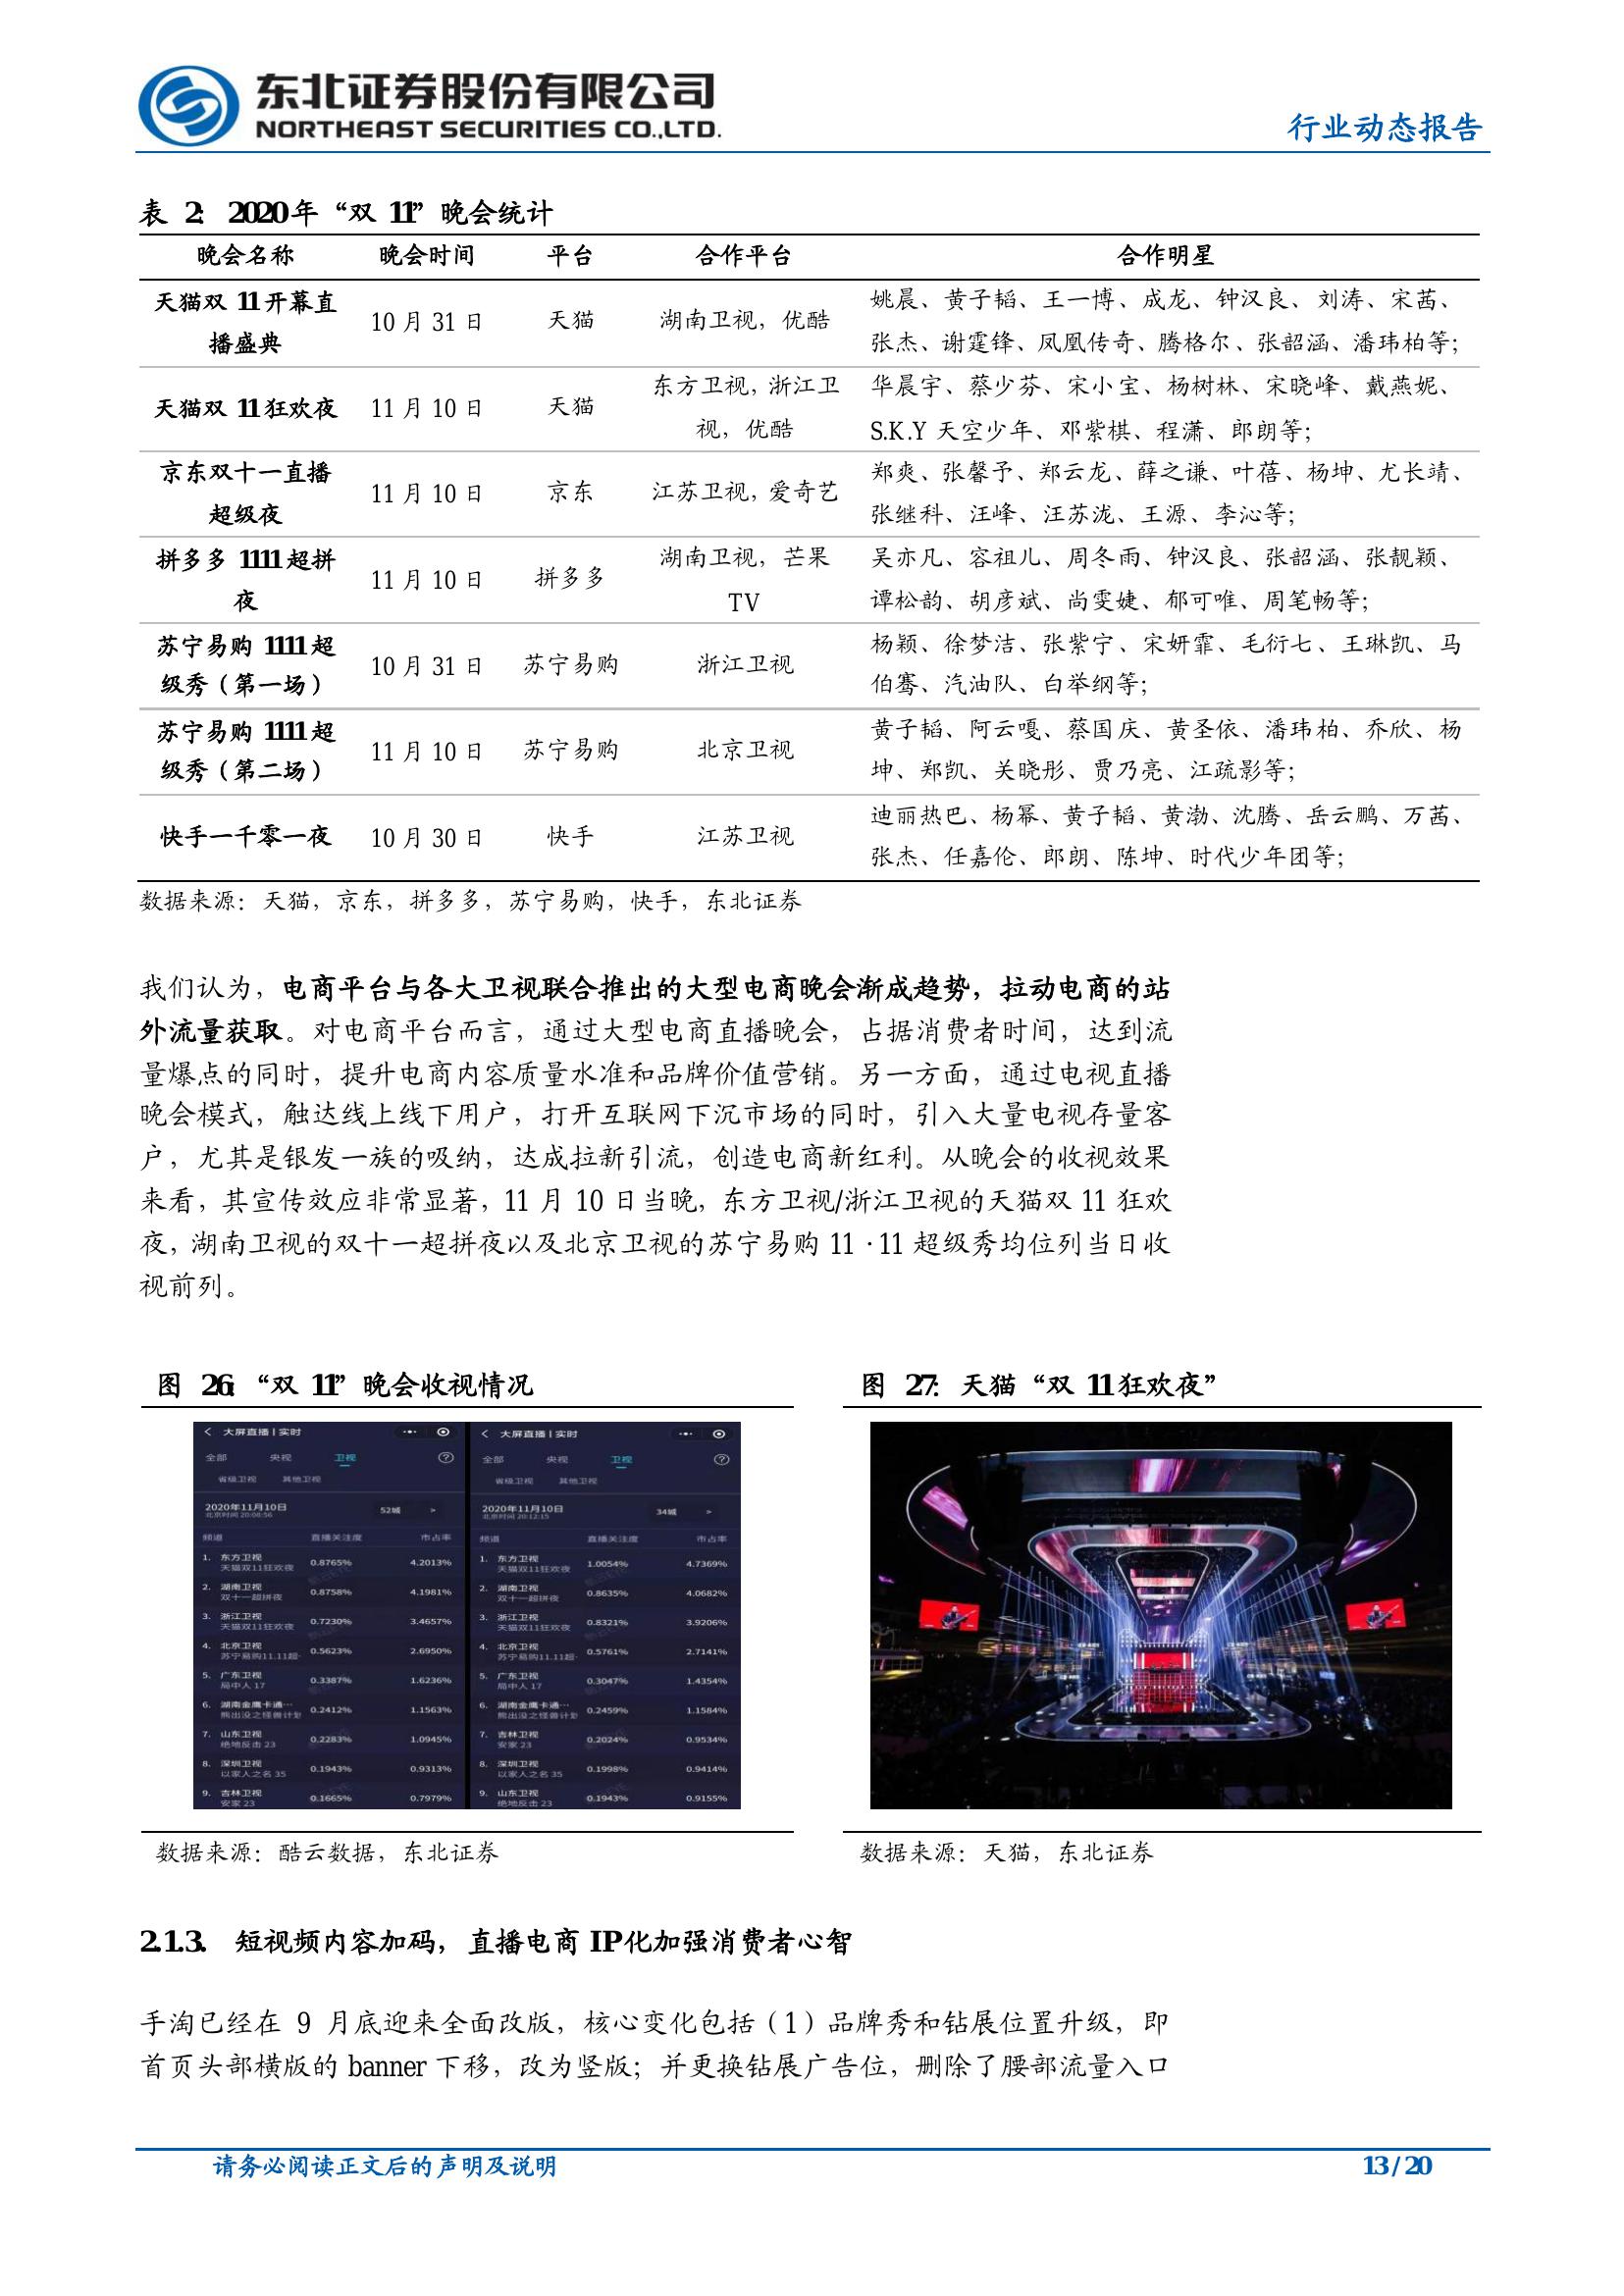 东北证券股份有限公司
NORTHEAST SECURITIES CO.,LTD.
行业动态报告
表 2：2020 年“双 11”晚会统计
晚会名称 晚会时间 平台 合作平台 合作明星
天猫双 11 开幕直
播盛典
10 月 31 日 天猫 湖南卫视，优酷
姚晨、黄子韬、王一博、成龙、钟汉良、刘涛、宋茜、
张杰、谢霆锋、凤凰传奇、腾格尔、张韶涵、潘玮柏等；
天猫双 11 狂欢夜 11 月 10 日 天猫
东方卫视，浙江卫
视，优酷
华晨宇、蔡少芬、宋小宝、杨树林、宋晓峰、戴燕妮、
S.K.Y 天空少年、邓紫棋、程潇、郎朗等；
京东双十一直播
超级夜
11 月 10 日 京东 江苏卫视，爱奇艺
郑爽、张馨予、郑云龙、薛之谦、叶蓓、杨坤、尤长靖、
张继科、汪峰、汪苏泷、王源、李沁等；
拼多多 1111 超拼
夜
11 月 10 日 拼多多
湖南卫视，芒果
TV
吴亦凡、容祖儿、周冬雨、钟汉良、张韶涵、张靓颖、
谭松韵、胡彦斌、尚雯婕、郁可唯、周笔畅等；
苏宁易购 1111 超
级秀（第一场）
10 月 31 日 苏宁易购 浙江卫视
杨颖、徐梦洁、张紫宁、宋妍霏、毛衍七、王琳凯、马
伯骞、汽油队、白举纲等；
苏宁易购 1111 超
级秀（第二场）
11 月 10 日 苏宁易购 北京卫视
黄子韬、阿云嘎、蔡国庆、黄圣依、潘玮柏、乔欣、杨
坤、郑凯、关晓彤、贾乃亮、江疏影等；
快手一千零一夜 10 月 30 日 快手 江苏卫视
迪丽热巴、杨幂、黄子韬、黄渤、沈腾、岳云鹏、万茜、
张杰、任嘉伦、郎朗、陈坤、时代少年团等；
数据来源：天猫，京东，拼多多，苏宁易购，快手，东北证券
我们认为，电商平台与各大卫视联合推出的大型电商晚会渐成趋势，拉动电商的站
外流量获取。对电商平台而言，通过大型电商直播晚会，占据消费者时间，达到流
量爆点的同时，提升电商内容质量水准和品牌价值营销。另一方面，通过电视直播
晚会模式，触达线上线下用户，打开互联网下沉市场的同时，引入大量电视存量客
户，尤其是银发一族的吸纳，达成拉新引流，创造电商新红利。从晚会的收视效果
来看，其宣传效应非常显著，11 月 10 日当晚，东方卫视/浙江卫视的天猫双 11 狂欢
夜，湖南卫视的双十一超拼夜以及北京卫视的苏宁易购 11·11 超级秀均位列当日收
视前列。
图 26：“双 11”晚会收视情况
大屏直播 | 实时
全部 央视 卫视
省级卫视 其他卫视
2020年11月10日 52城 >
北京时间 20:08:56
频道 直播关注度 市占率
1. 东方卫视 0.8765% 4.2013%
天猫双11狂欢夜
2. 湖南卫视 0.8758% 4.1981%
双十一超拼夜
3. 浙江卫视 0.7230% 3.4657%
天猫双11狂欢夜
4. 北京卫视 0.5623% 2.6950%
苏宁易购11.11超·
5. 广东卫视 0.3387% 1.6236%
局中人 17
6. 湖南金鹰卡通… 0.2412% 1.1563%
熊出没之怪兽计划
7. 山东卫视 0.2283% 1.0945%
绝地反击 23
8. 深圳卫视 0.1943% 0.9313%
以家人之名 35
9. 吉林卫视 0.1665% 0.7979%
安家 23
大屏直播 | 实时
全部 央视 卫视
省级卫视 其他卫视
2020年11月10日 34城 >
北京时间 20:12:15
频道 直播关注度 市占率
1. 东方卫视 1.0054% 4.7369%
天猫双11狂欢夜
2. 湖南卫视 0.8635% 4.0682%
双十一超拼夜
3. 浙江卫视 0.8321% 3.9206%
天猫双11狂欢夜
4. 北京卫视 0.5761% 2.7141%
苏宁易购11.11超·
5. 广东卫视 0.3047% 1.4354%
局中人 17
6. 湖南金鹰卡通… 0.2459% 1.1584%
熊出没之怪兽计划
7. 吉林卫视 0.2024% 0.9534%
安家 23
8. 深圳卫视 0.1998% 0.9414%
以家人之名 35
9. 山东卫视 0.1943% 0.9155%
绝地反击 23
数据来源：酷云数据，东北证券
图 27：天猫“双 11 狂欢夜”
数据来源：天猫，东北证券
2.1.3. 短视频内容加码，直播电商 IP 化加强消费者心智
手淘已经在 9 月底迎来全面改版，核心变化包括（1）品牌秀和钻展位置升级，即
首页头部横版的 banner 下移，改为竖版；并更换钻展广告位，删除了腰部流量入口
请务必阅读正文后的声明及说明
13 / 20